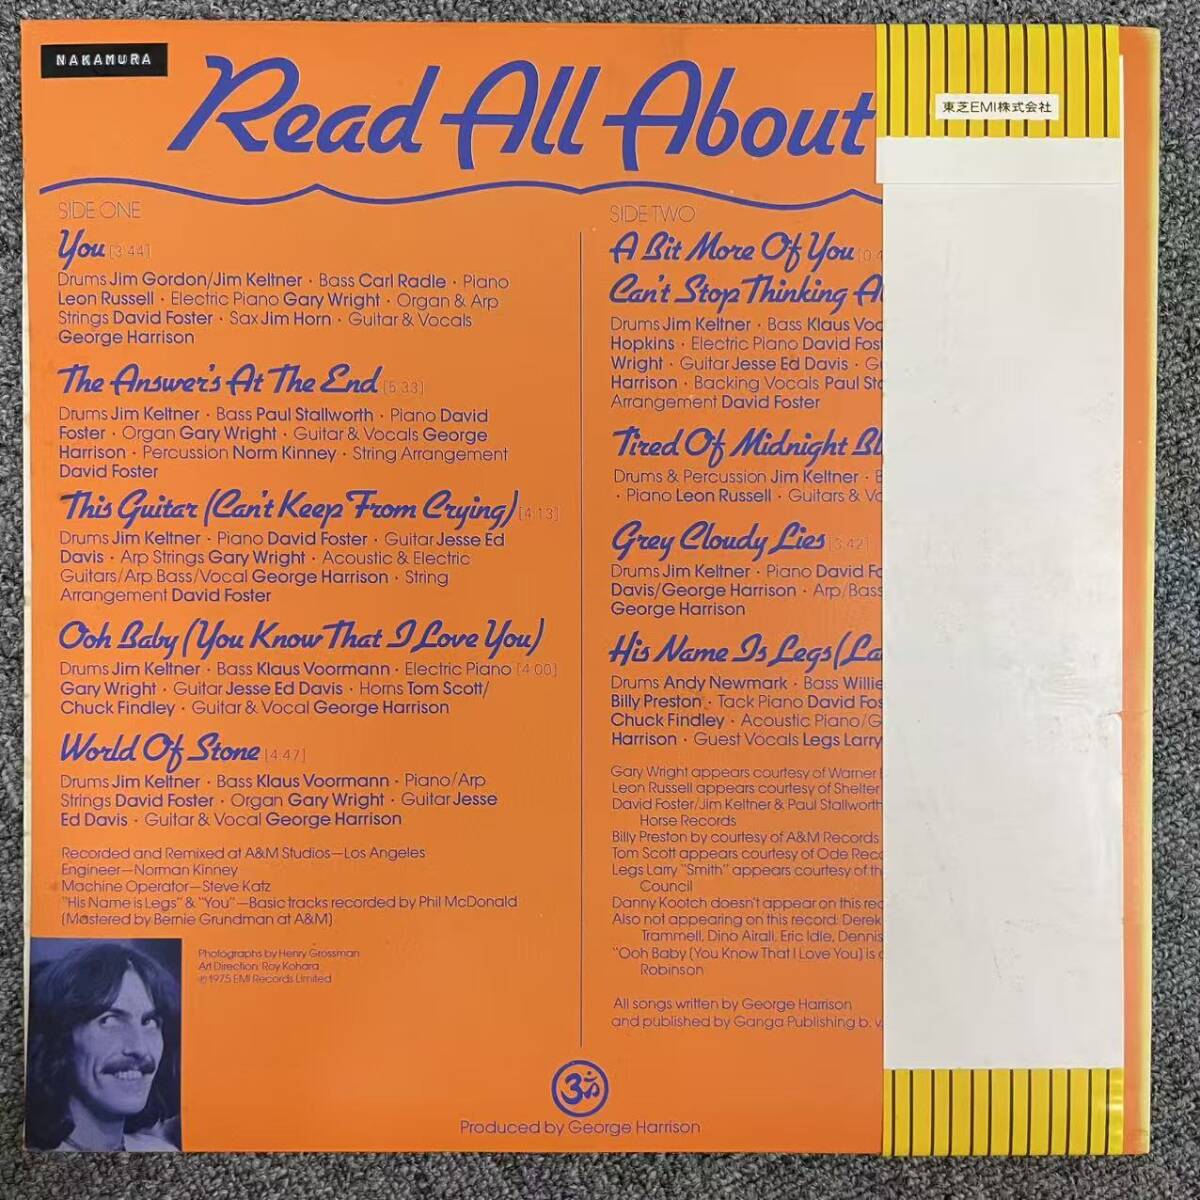 NAKAMURA
Read All About
東芝EMI株式会社
SIDE ONE
You [3:44]
Drums Jim Gordon/Jim Keltner · Bass Carl Radle · Piano
Leon Russell · Electric Piano Gary Wright · Organ & Arp
Strings David Foster · Sax Jim Horn · Guitar & Vocals
George Harrison
The Answer's At The End [5:33]
Drums Jim Keltner · Bass Paul Stallworth · Piano David
Foster · Organ Gary Wright · Guitar & Vocals George
Harrison · Percussion Norm Kinney · String Arrangement
David Foster
This Guitar (Can't Keep From Crying) [4:13]
Drums Jim Keltner · Piano David Foster · Guitar Jesse Ed
Davis · Arp Strings Gary Wright · Acoustic & Electric
Guitars/Arp Bass/Vocal George Harrison · String
Arrangement David Foster
Ooh Baby (You Know That I Love You)
Drums Jim Keltner · Bass Klaus Voormann · Electric Piano [4:00]
Gary Wright · Guitar Jesse Ed Davis · Horns Tom Scott/
Chuck Findley · Guitar & Vocal George Harrison
World Of Stone [4:47]
Drums Jim Keltner · Bass Klaus Voormann · Piano/Arp
Strings David Foster · Organ Gary Wright · Guitar Jesse
Ed Davis · Guitar & Vocal George Harrison
Recorded and Remixed at A&M Studios—Los Angeles
Engineer—Norman Kinney
Machine Operator—Steve Katz
"His Name is Legs" & "You"—Basic tracks recorded by Phil McDonald
(Mastered by Bernie Grundman at A&M)
Photographs by Henry Grossman
Art Direction: Roy Kohara
℗ 1975 EMI Records Limited
SIDE TWO
A Bit More Of You [0:4
Can't Stop Thinking A
Drums Jim Keltner · Bass Klaus Voo
Hopkins · Electric Piano David Fost
Wright · Guitar Jesse Ed Davis · G
Harrison · Backing Vocals Paul Sta
Arrangement David Foster
Tired Of Midnight Bl
Drums & Percussion Jim Keltner ·
· Piano Leon Russell · Guitars & Vo
Grey Cloudy Lies [3:42]
Drums Jim Keltner · Piano David Fo
Davis/George Harrison · Arp/Bass
George Harrison
His Name Is Legs (La
Drums Andy Newmark · Bass Willie
Billy Preston · Tack Piano David Fos
Chuck Findley · Acoustic Piano/G
Harrison · Guest Vocals Legs Larry
Gary Wright appears courtesy of Warner
Leon Russell appears courtesy of Shelter
David Foster/Jim Keltner & Paul Stallworth
Horse Records
Billy Preston by courtesy of A&M Records
Tom Scott appears courtesy of Ode Reco
Legs Larry "Smith" appears courtesy of th
Council
Danny Kootch doesn't appear on this rec
Also not appearing on this record: Derek
Trammell, Dino Airali, Eric Idle, Dennis
"Ooh Baby (You Know That I Love You) is
Robinson
All songs written by George Harrison
and published by Ganga Publishing b. v.
ॐ
Produced by George Harrison